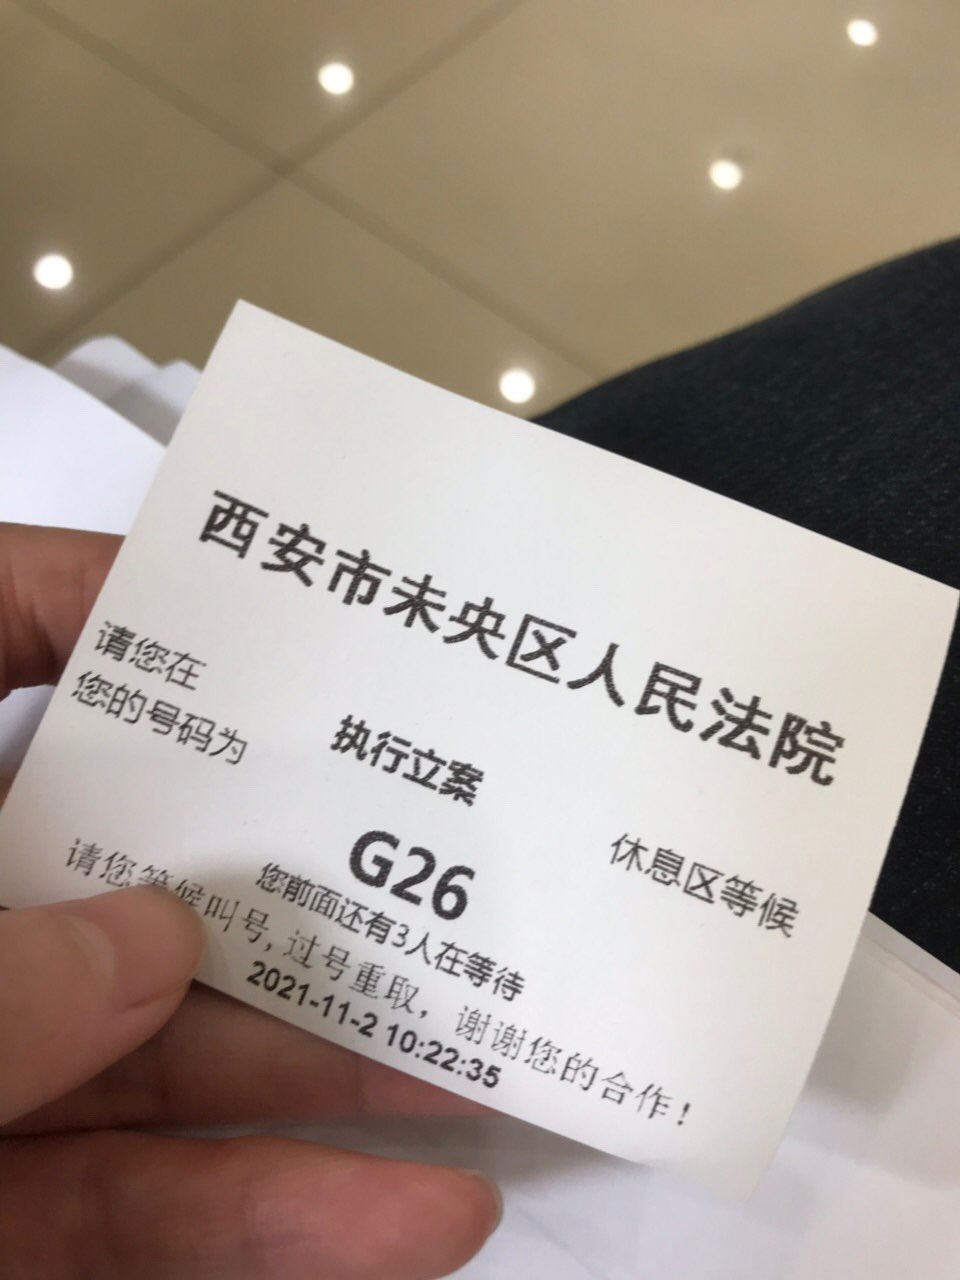 西安市未央区人民法院
请您在 执行立案 休息区等候
您的号码为 G26
您前面还有3人在等待
请您等候叫号,过号重取，谢谢您的合作！
2021-11-2 10:22:35